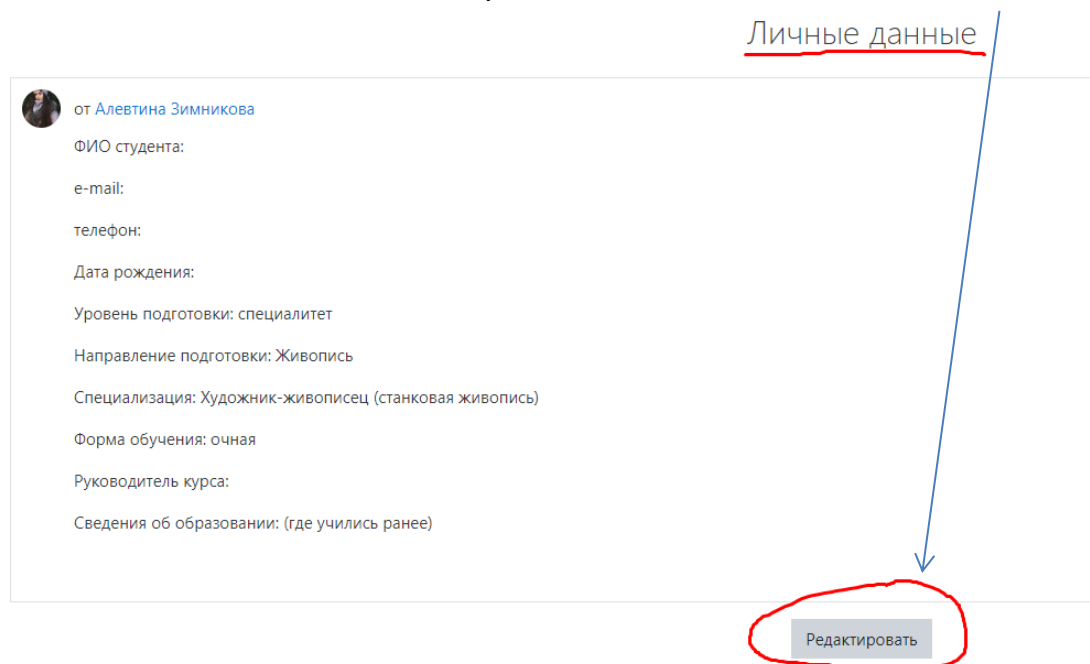 Личные данные
от Алевтина Зимникова
ФИО студента:
e-mail:
телефон:
Дата рождения:
Уровень подготовки: специалитет
Направление подготовки: Живопись
Специализация: Художник-живописец (станковая живопись)
Форма обучения: очная
Руководитель курса:
Сведения об образовании: (где учились ранее)
Редактировать